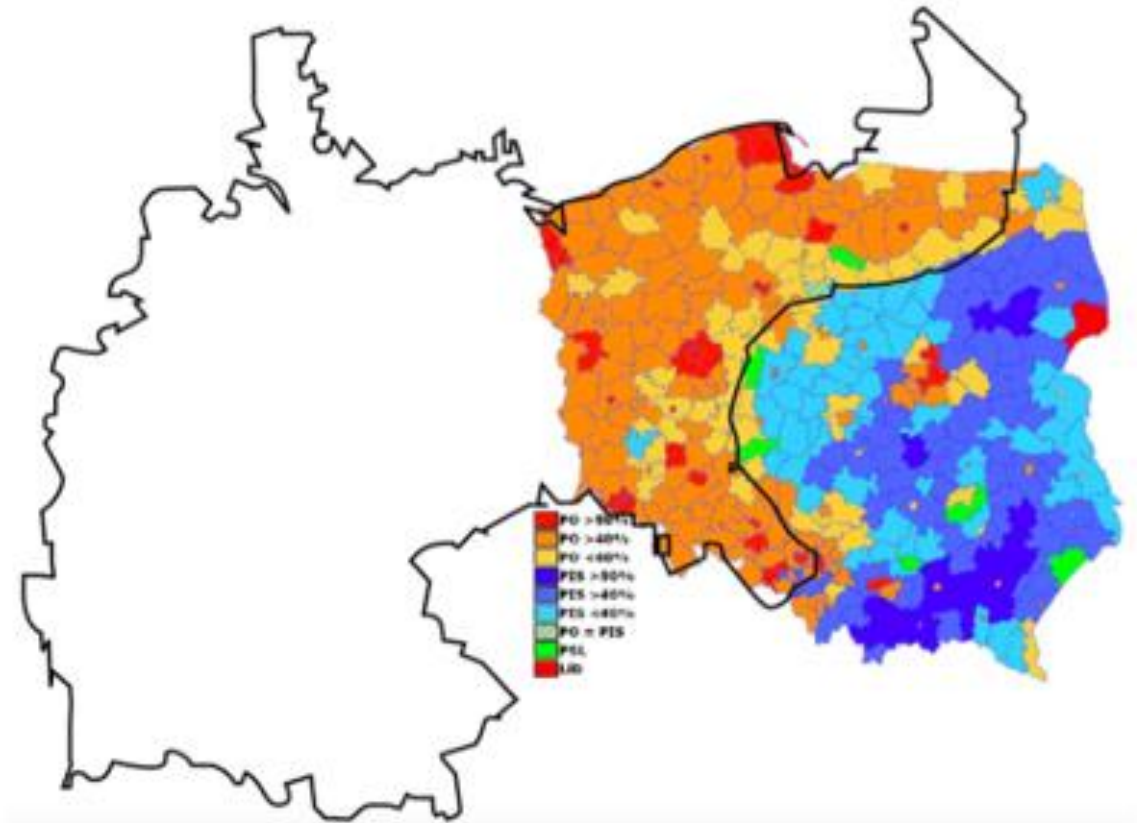 PO >50%
PO >40%
PO <40%
PIS >50%
PIS >40%
PIS <40%
PO = PIS
PSL
LiD